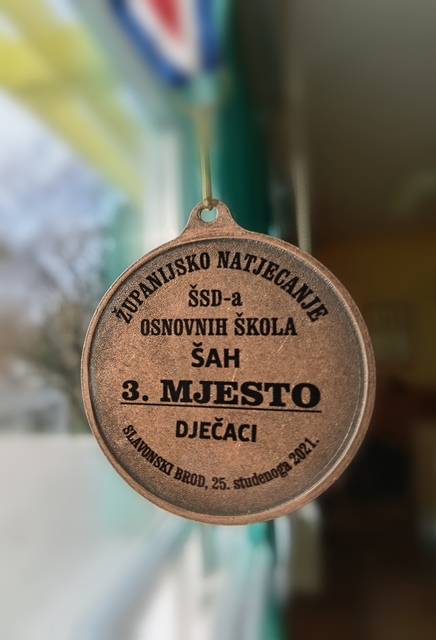 ŽUPANIJSKO NATJECANJE
ŠSD-a
OSNOVNIH ŠKOLA
ŠAH
3. MJESTO
DJEČACI
SLAVONSKI BROD, 25. studenoga 2021.